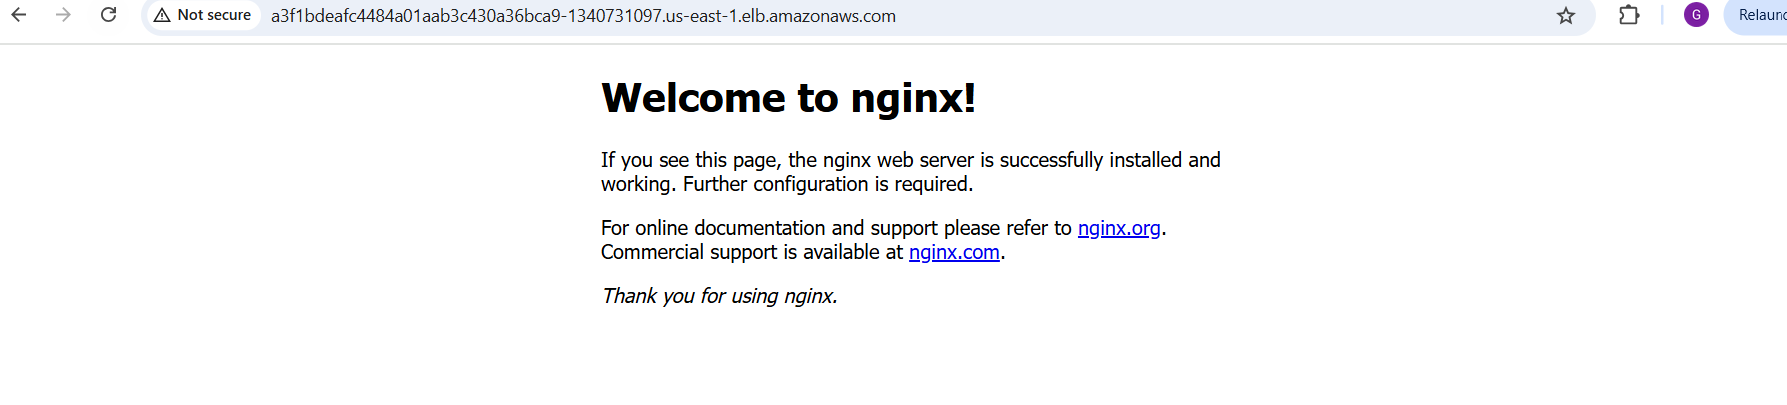 Not secure
a3f1bdeafc4484a01aab3c430a36bca9-1340731097.us-east-1.elb.amazonaws.com
G
Relaunc
Welcome to nginx!
If you see this page, the nginx web server is successfully installed and
working. Further configuration is required.
For online documentation and support please refer to nginx.org.
Commercial support is available at nginx.com.
Thank you for using nginx.